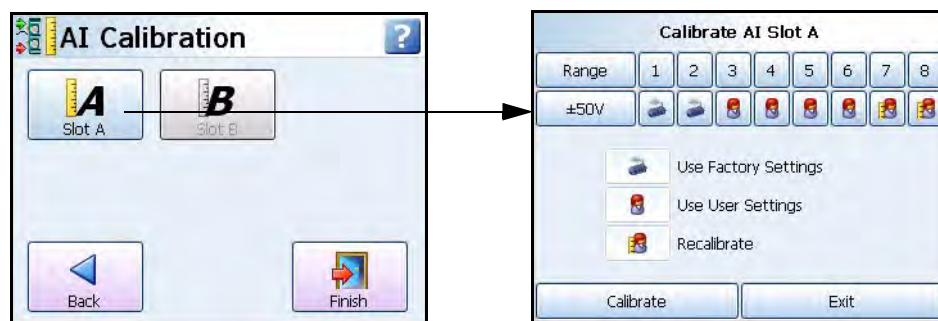 AI Calibration
?
A
Slot A
B
Slot B
Back
Finish
Calibrate AI Slot A
Range 1 2 3 4 5 6 7 8
±50V
Use Factory Settings
Use User Settings
Recalibrate
Calibrate Exit